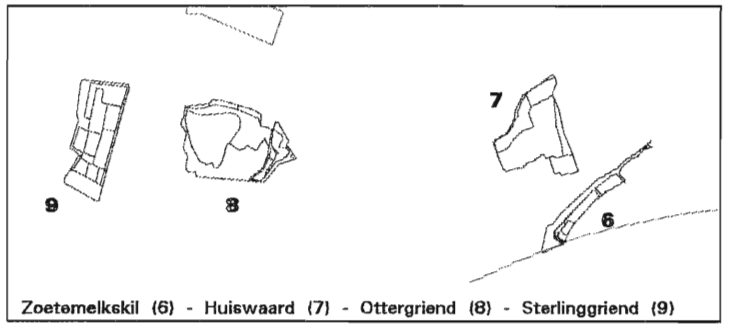 7
9
8
6
Zoetemelkskil (6) - Huiswaard (7) - Ottergriend (8) - Sterlinggriend (9)